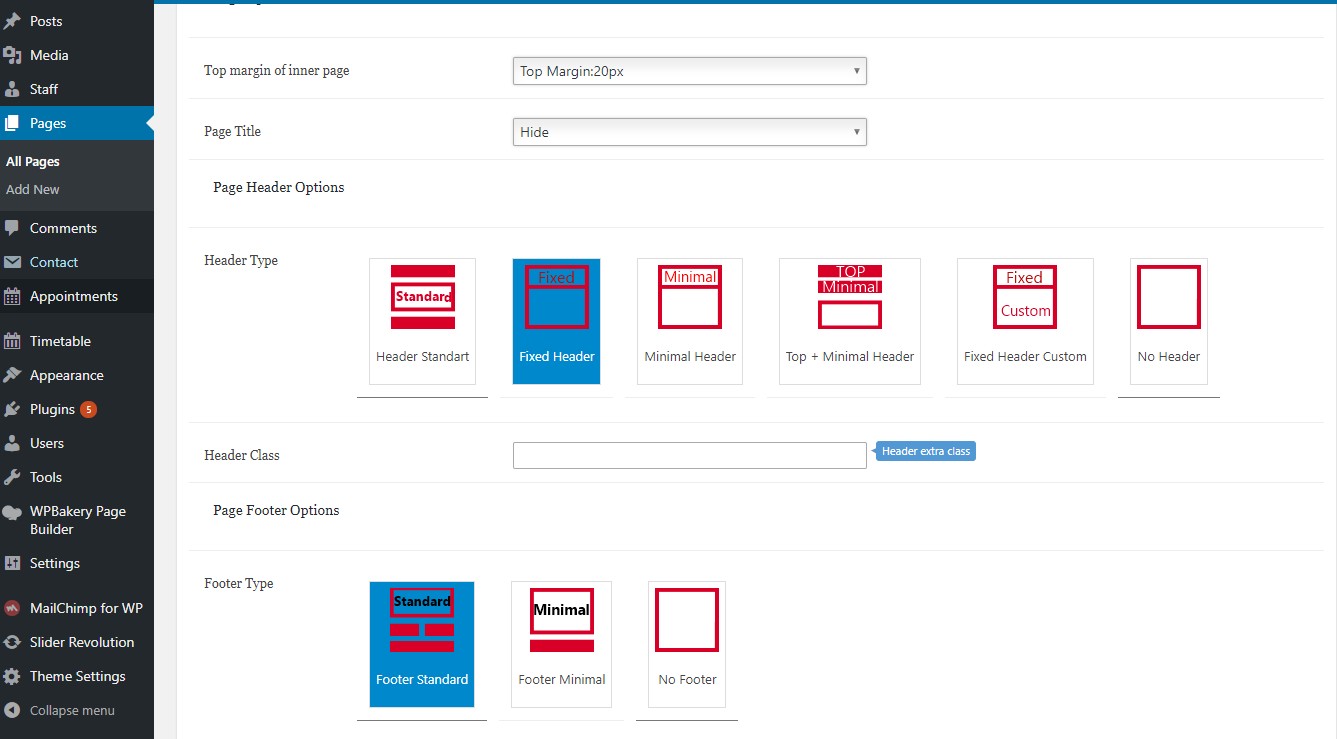 Posts
Media
Staff
Pages
All Pages
Add New
Comments
Contact
Appointments
Timetable
Appearance
Plugins 5
Users
Tools
WPBakery Page
Builder
Settings
MailChimp for WP
Slider Revolution
Theme Settings
Collapse menu
Top margin of inner page
Top Margin:20px
Page Title
Hide
Page Header Options
Header Type
Standard
Header Standart
Fixed
Fixed Header
Minimal
Minimal Header
TOP
Minimal
Top + Minimal Header
Fixed
Custom
Fixed Header Custom
No Header
Header Class
Header extra class
Page Footer Options
Footer Type
Standard
Footer Standard
Minimal
Footer Minimal
No Footer